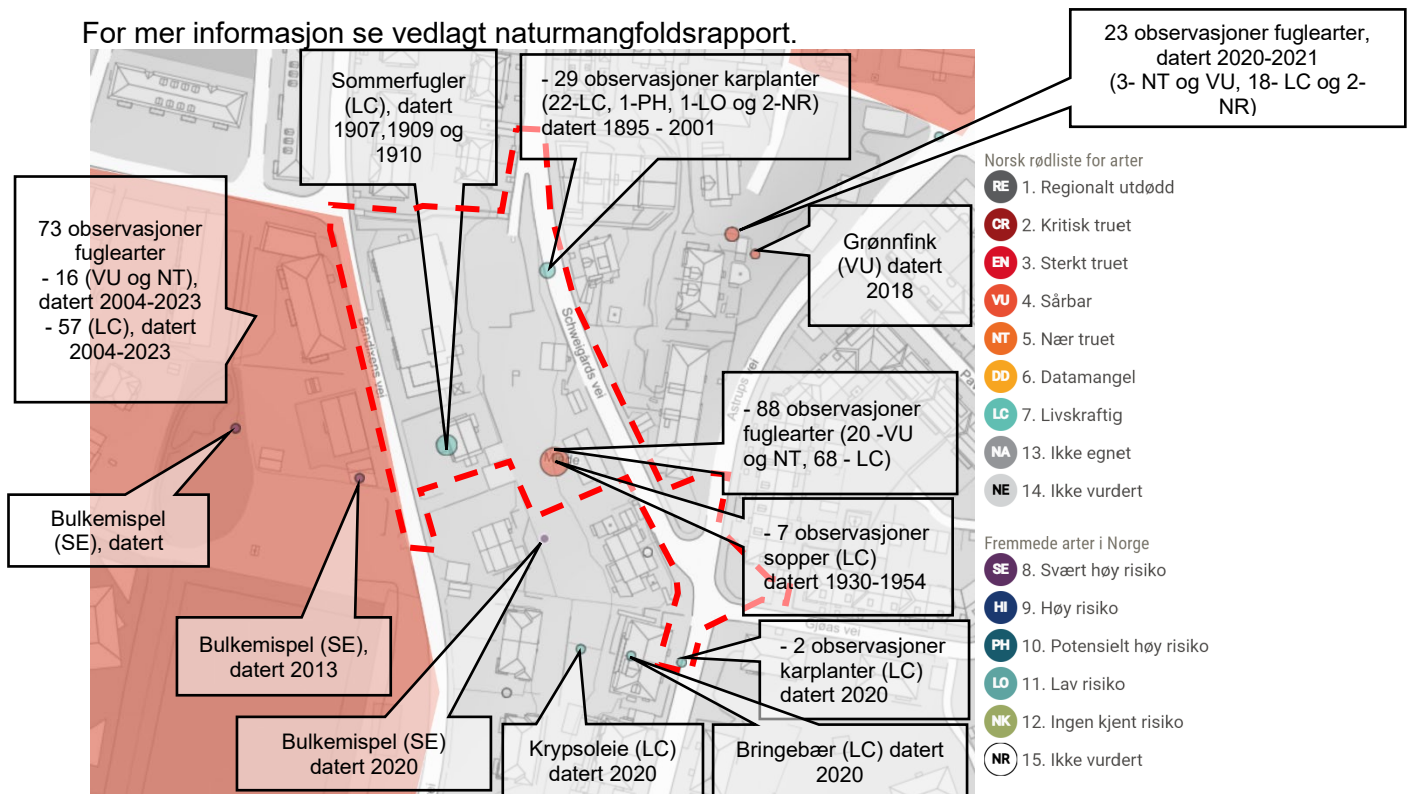 For mer informasjon se vedlagt naturmangfoldsrapport.
23 observasjoner fuglearter,
datert 2020-2021
(3- NT og VU, 18- LC og 2-
NR)
Sommerfugler
(LC), datert
1907,1909 og
1910
- 29 observasjoner karplanter
(22-LC, 1-PH, 1-LO og 2-NR)
datert 1895 - 2001
73 observasjoner
fuglearter
- 16 (VU og NT),
datert 2004-2023
- 57 (LC), datert
2004-2023
Grønnfink
(VU) datert
2018
Bendixens vei
Schweigårds vei
Astrups vei
- 88 observasjoner
fuglearter (20 -VU
og NT, 68 - LC)
- 7 observasjoner
sopper (LC)
datert 1930-1954
Bulkemispel
(SE), datert
Bulkemispel (SE),
datert 2013
Gjøas vei
- 2 observasjoner
karplanter (LC)
datert 2020
Bulkemispel (SE)
datert 2020
Krypsoleie (LC)
datert 2020
Bringebær (LC) datert
2020
Norsk rødliste for arter
RE 1. Regionalt utdødd
CR 2. Kritisk truet
EN 3. Sterkt truet
VU 4. Sårbar
NT 5. Nær truet
DD 6. Datamangel
LC 7. Livskraftig
NA 13. Ikke egnet
NE 14. Ikke vurdert
Fremmede arter i Norge
SE 8. Svært høy risiko
HI 9. Høy risiko
PH 10. Potensielt høy risiko
LO 11. Lav risiko
NK 12. Ingen kjent risiko
NR 15. Ikke vurdert